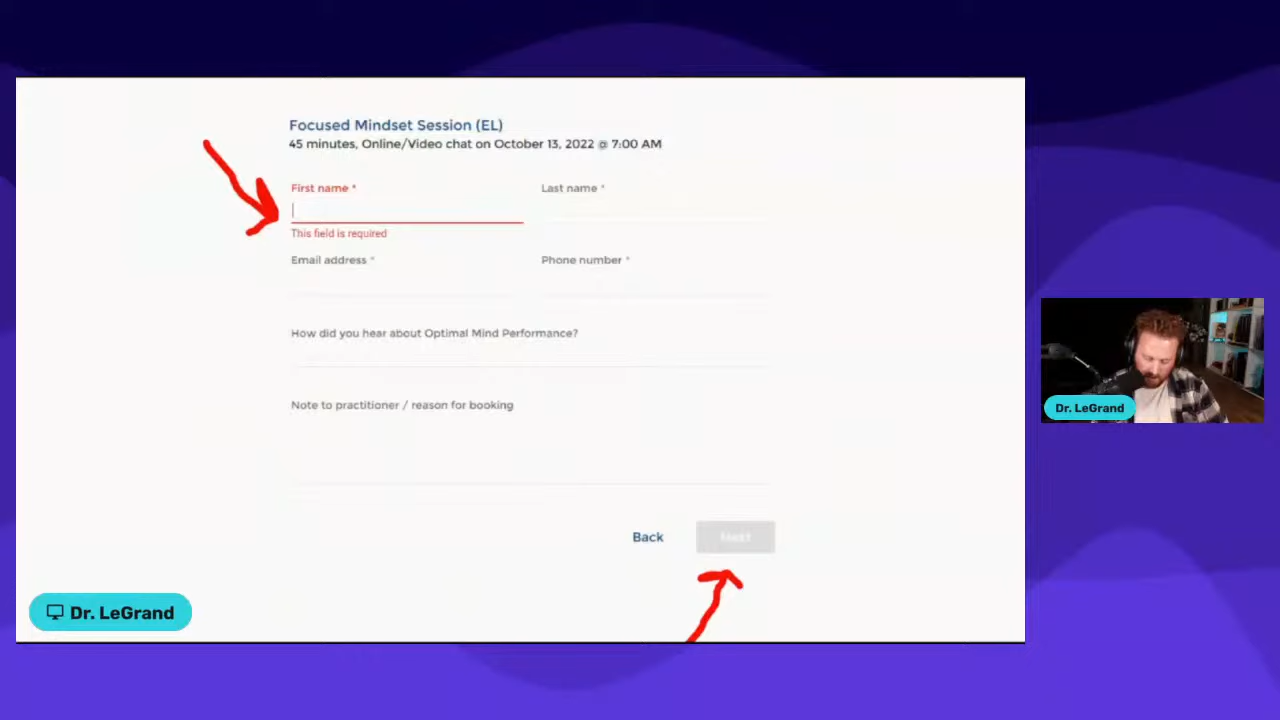 Focused Mindset Session (EL)
45 minutes, Online/Video chat on October 13, 2022 @ 7:00 AM
First name * Last name *
This field is required
Email address * Phone number *
How did you hear about Optimal Mind Performance?
Note to practitioner / reason for booking
Back Next
Dr. LeGrand
Dr. LeGrand